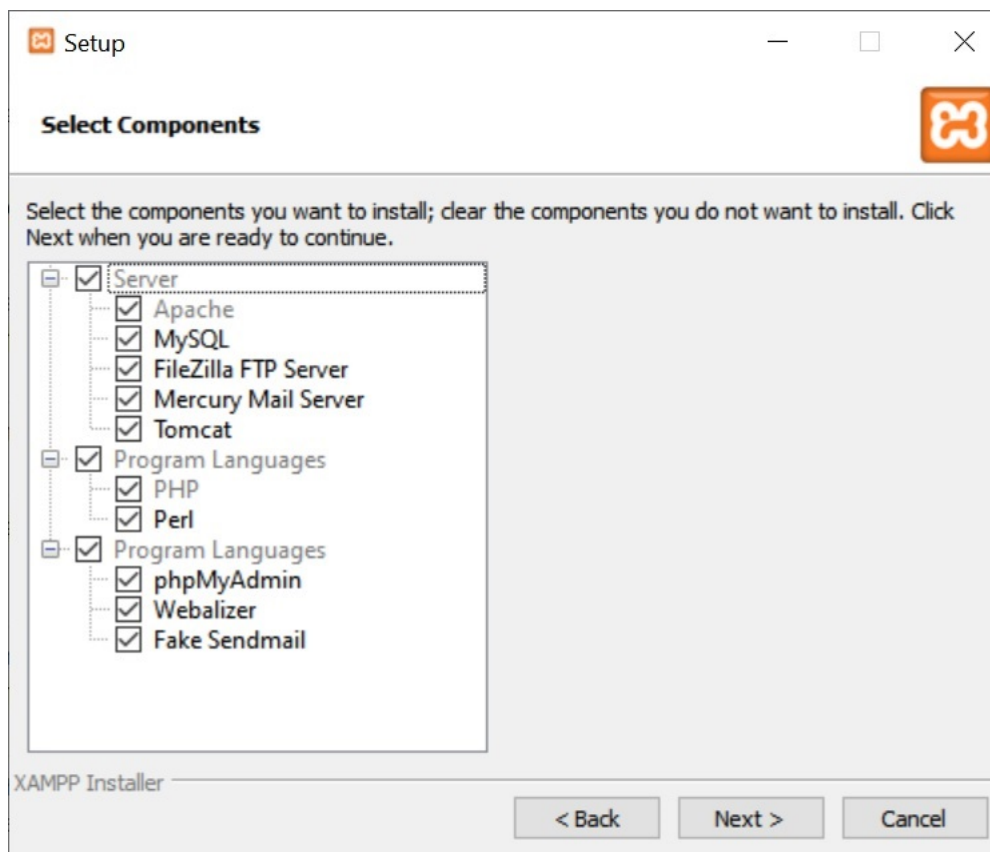 Setup
Select Components
Select the components you want to install; clear the components you do not want to install. Click
Next when you are ready to continue.
Server
Apache
MySQL
FileZilla FTP Server
Mercury Mail Server
Tomcat
Program Languages
PHP
Perl
Program Languages
phpMyAdmin
Webalizer
Fake Sendmail
XAMPP Installer
< Back
Next >
Cancel